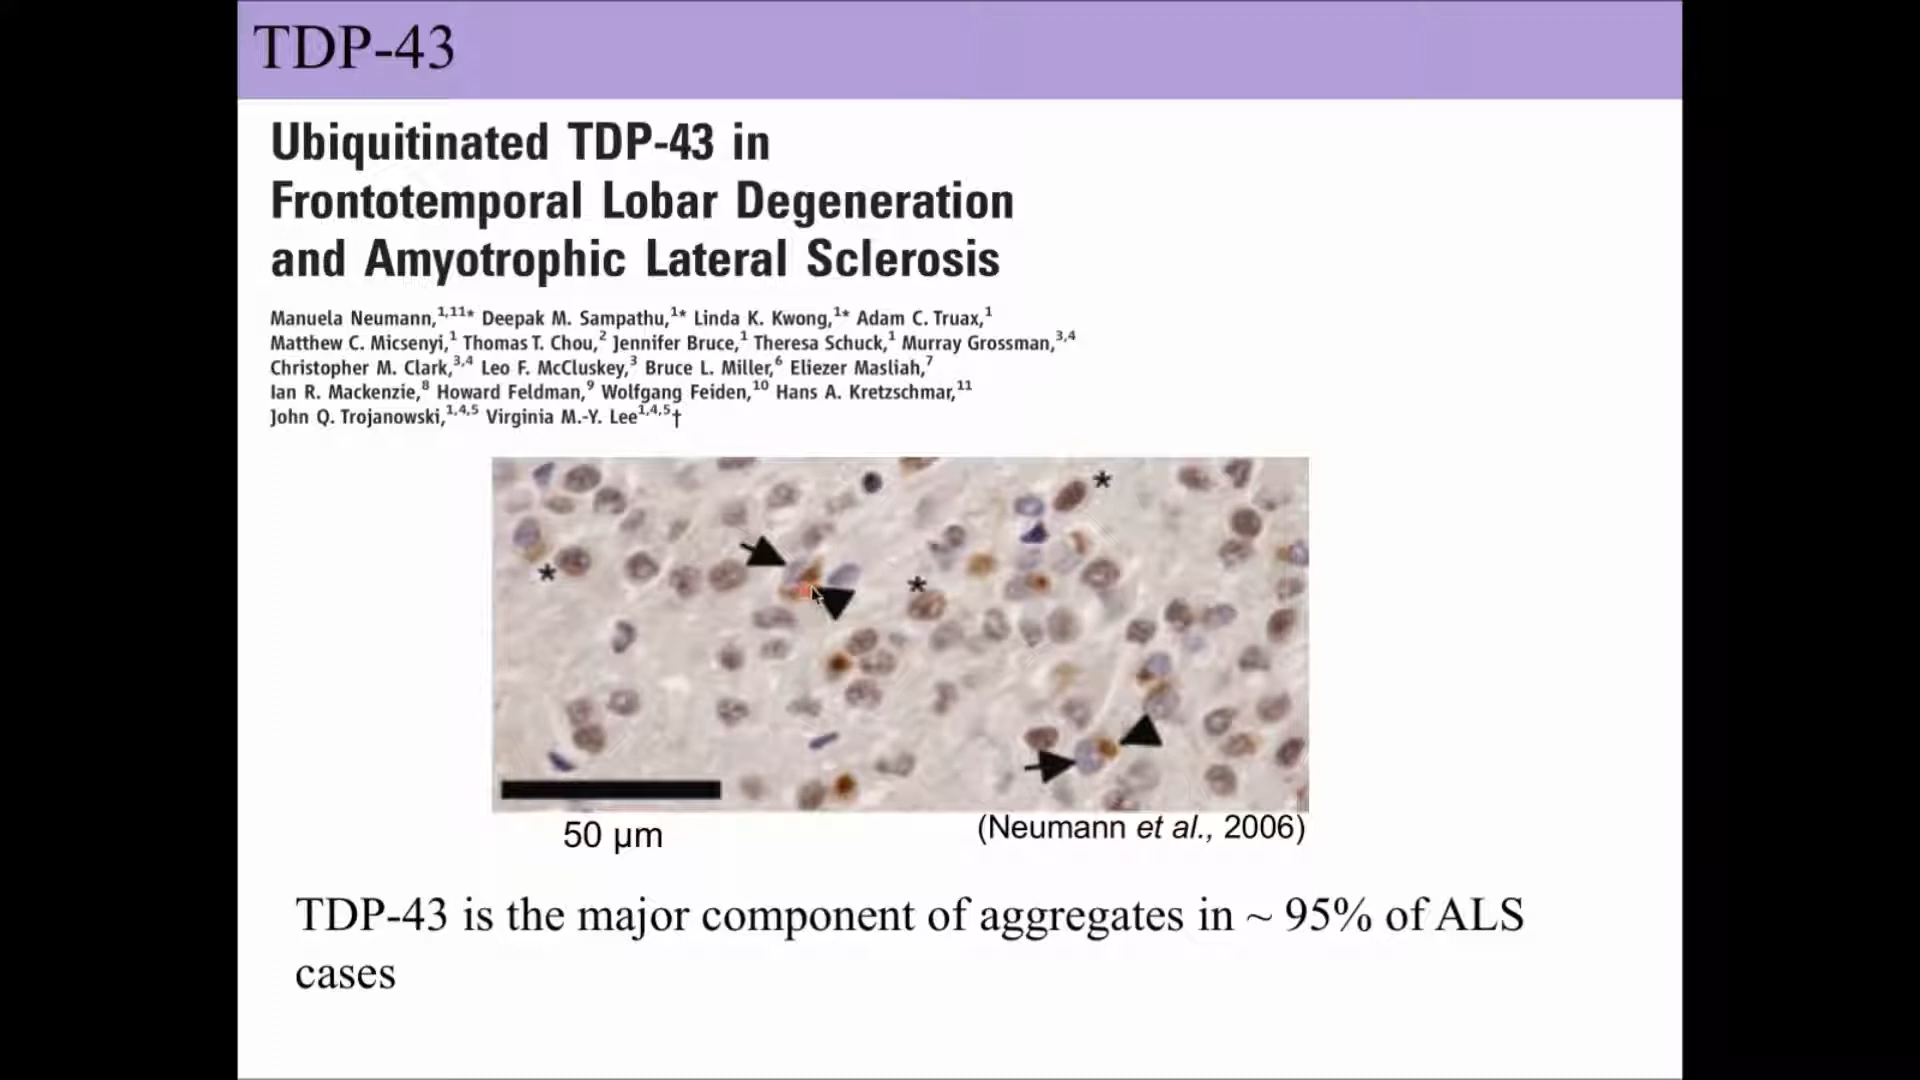 TDP-43
Ubiquitinated TDP-43 in
Frontotemporal Lobar Degeneration
and Amyotrophic Lateral Sclerosis
Manuela Neumann,1,11* Deepak M. Sampathu,1* Linda K. Kwong,1* Adam C. Truax,1
Matthew C. Micsenyi,1 Thomas T. Chou,2 Jennifer Bruce,1 Theresa Schuck,1 Murray Grossman,3,4
Christopher M. Clark,3,4 Leo F. McCluskey,3 Bruce L. Miller,6 Eliezer Masliah,7
Ian R. Mackenzie,8 Howard Feldman,9 Wolfgang Feiden,10 Hans A. Kretzschmar,11
John Q. Trojanowski,1,4,5 Virginia M.-Y. Lee1,4,5†
*
*
*
50 μm
(Neumann et al., 2006)
TDP-43 is the major component of aggregates in ~ 95% of ALS
cases